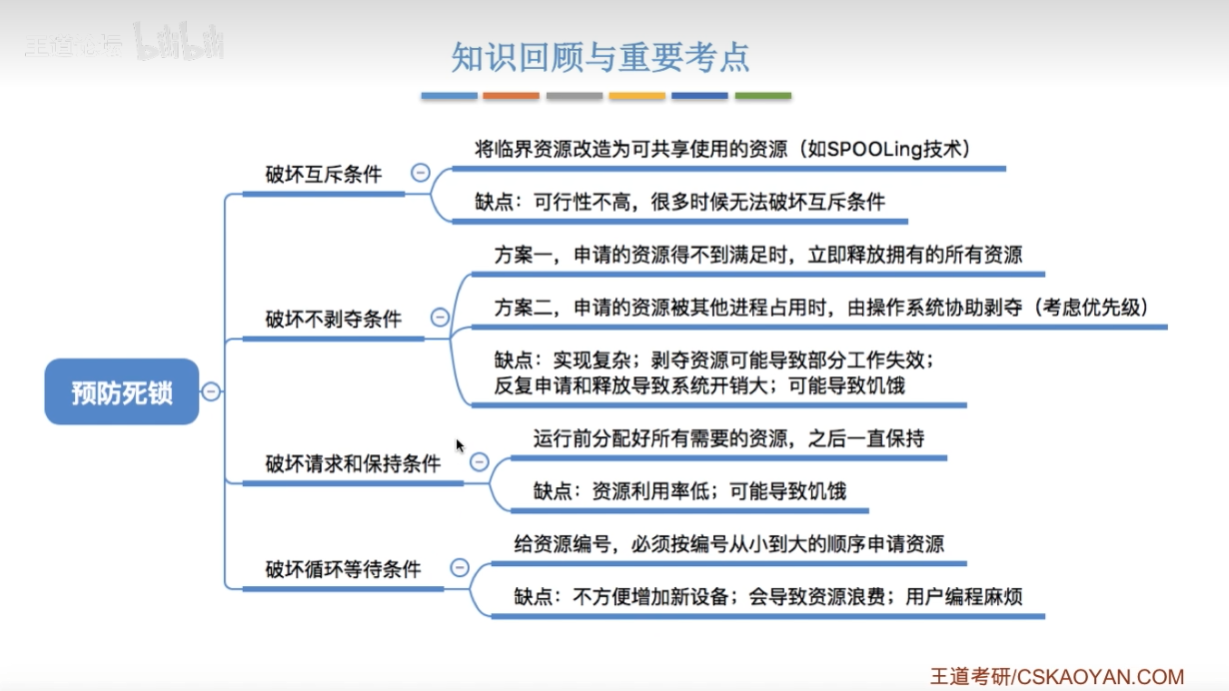 王道论坛 bilibili
知识回顾与重要考点
预防死锁
破坏互斥条件
将临界资源改造为可共享使用的资源（如SPOOLing技术）
缺点：可行性不高，很多时候无法破坏互斥条件
破坏不剥夺条件
方案一，申请的资源得不到满足时，立即释放拥有的所有资源
方案二，申请的资源被其他进程占用时，由操作系统协助剥夺（考虑优先级）
缺点：实现复杂；剥夺资源可能导致部分工作失效；
反复申请和释放导致系统开销大；可能导致饥饿
破坏请求和保持条件
运行前分配好所有需要的资源，之后一直保持
缺点：资源利用率低；可能导致饥饿
破坏循环等待条件
给资源编号，必须按编号从小到大的顺序申请资源
缺点：不方便增加新设备；会导致资源浪费；用户编程麻烦
王道考研/CSKAOYAN.COM